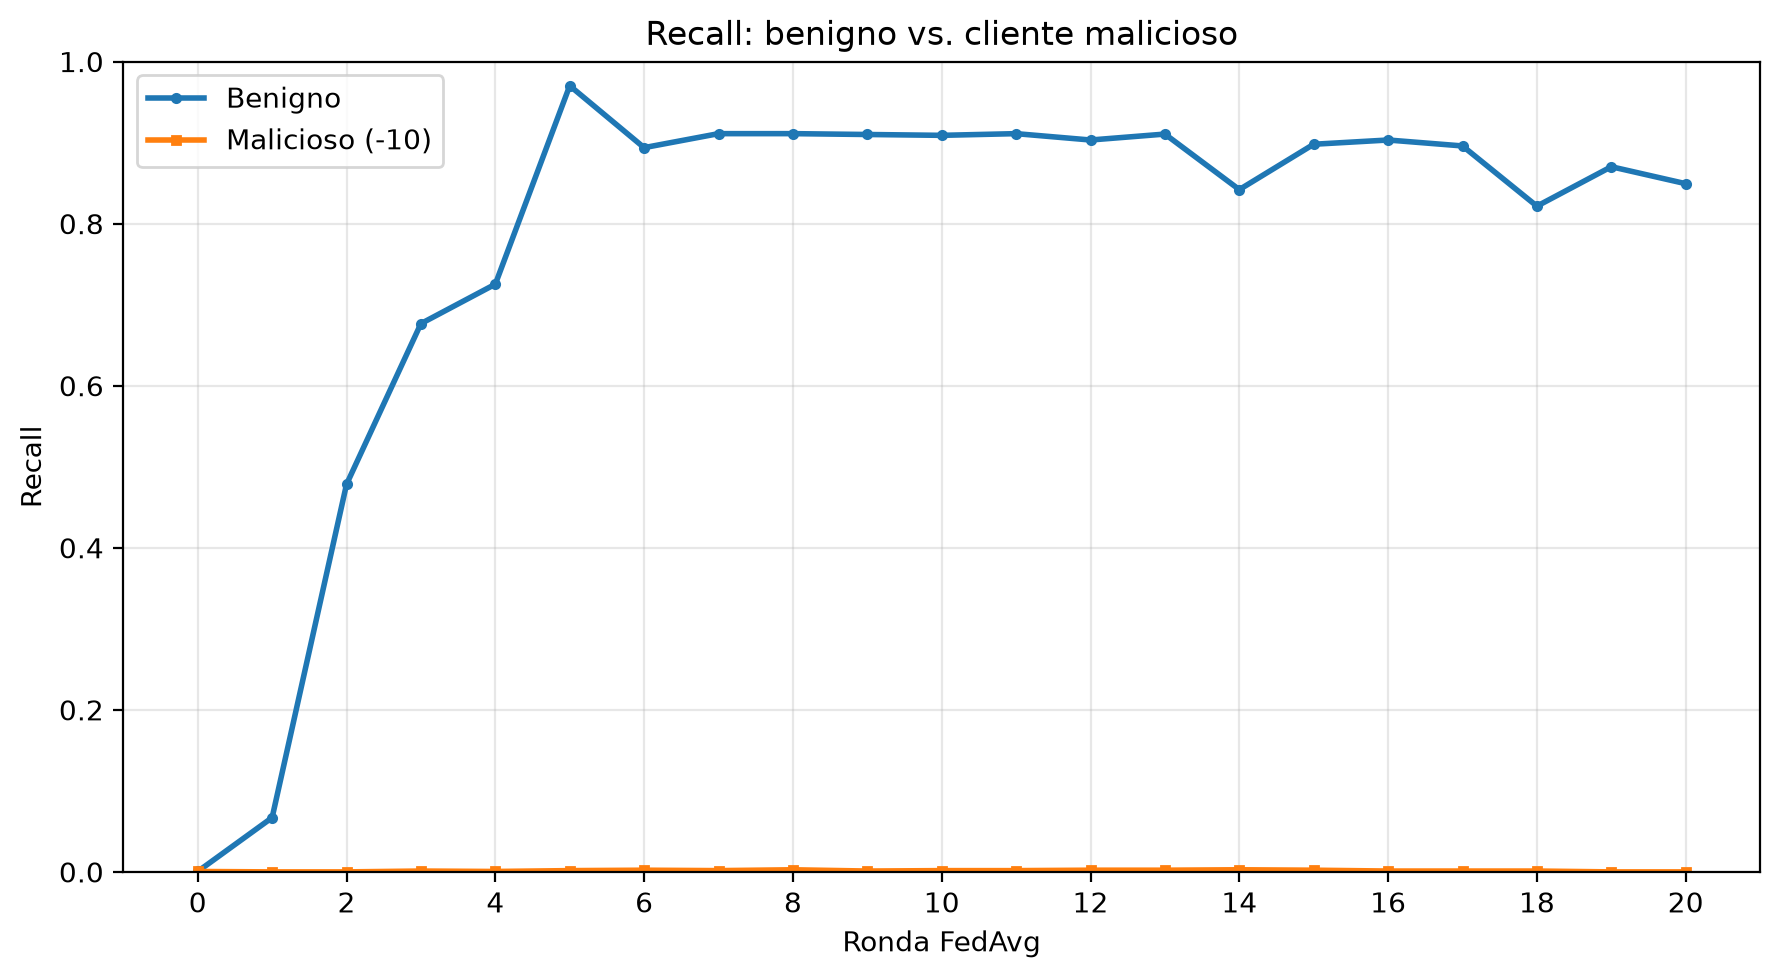 Recall: benigno vs. cliente malicioso
1.0
Benigno
Malicioso (-10)
0.8
0.6
Recall
0.4
0.2
0.0
0 2 4 6 8 10 12 14 16 18 20
Ronda FedAvg